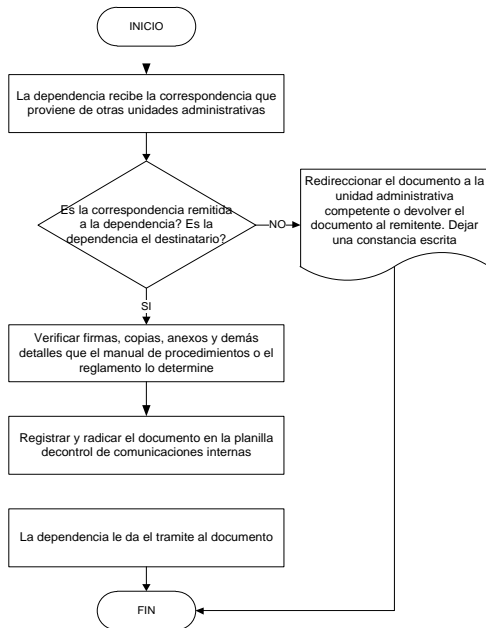 INICIO
La dependencia recibe la correspondencia que
proviene de otras unidades administrativas
Es la correspondencia remitida
a la dependencia? Es la
dependencia el destinatario?
NO
Redireccionar el documento a la
unidad administrativa
competente o devolver el
documento al remitente. Dejar
una constancia escrita
SI
Verificar firmas, copias, anexos y demás
detalles que el manual de procedimientos o el
reglamento lo determine
Registrar y radicar el documento en la planilla
decontrol de comunicaciones internas
La dependencia le da el tramite al documento
FIN